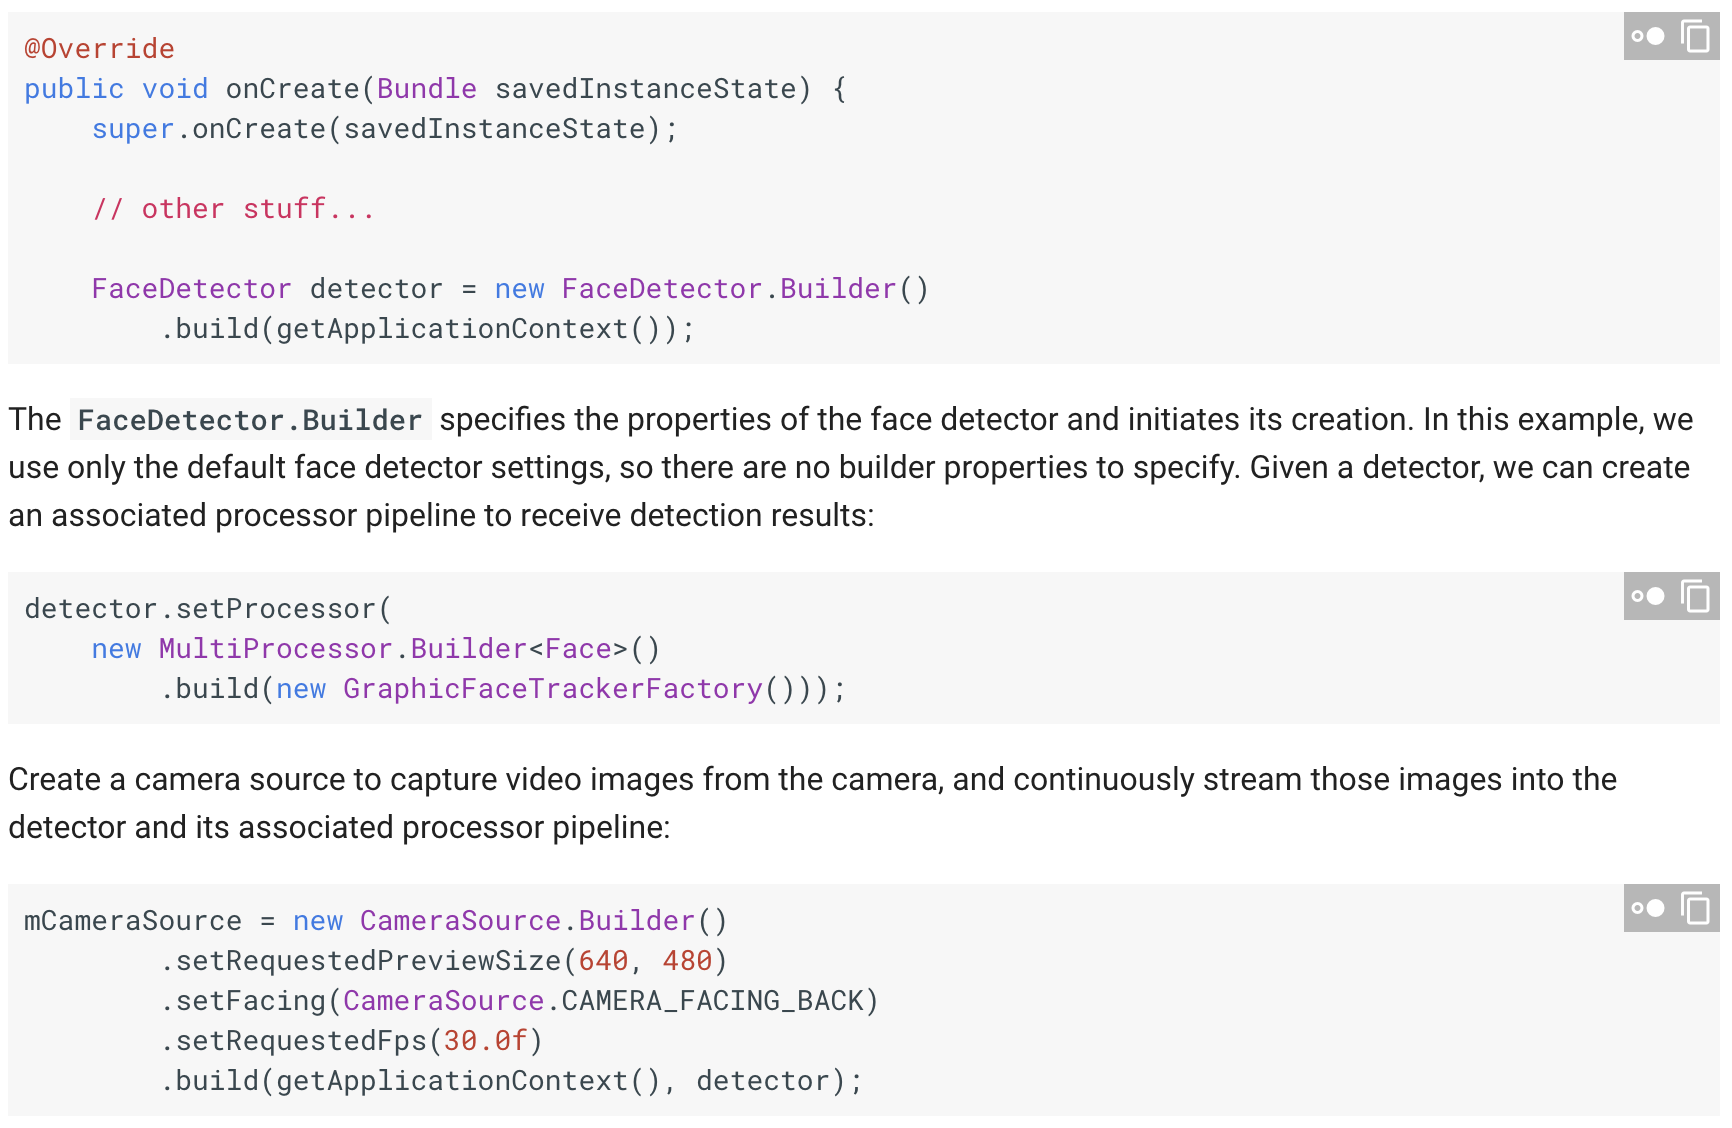 @Override
public void onCreate(Bundle savedInstanceState) {
    super.onCreate(savedInstanceState);

    // other stuff...

    FaceDetector detector = new FaceDetector.Builder()
        .build(getApplicationContext());
The FaceDetector.Builder specifies the properties of the face detector and initiates its creation. In this example, we
use only the default face detector settings, so there are no builder properties to specify. Given a detector, we can create
an associated processor pipeline to receive detection results:
detector.setProcessor(
    new MultiProcessor.Builder<Face>()
        .build(new GraphicFaceTrackerFactory()));
Create a camera source to capture video images from the camera, and continuously stream those images into the
detector and its associated processor pipeline:
mCameraSource = new CameraSource.Builder()
        .setRequestedPreviewSize(640, 480)
        .setFacing(CameraSource.CAMERA_FACING_BACK)
        .setRequestedFps(30.0f)
        .build(getApplicationContext(), detector);